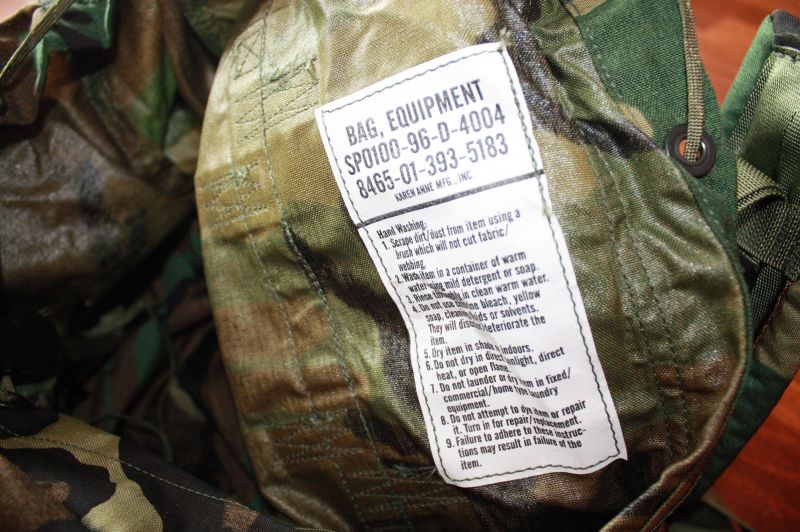 BAG, EQUIPMENT
SPO100-96-D-4004
8465-01-393-5183
KAREN ANNE MFG., INC.
Hand Washing:
1. Scrape dirt/dust from item using a
brush which will not cut fabric/
webbing.
2. Wash item in a container of warm
water using mild detergent or soap.
3. Rinse in clean warm water.
4. Do not use bleach, yellow
soap, cleaning fluids or solvents.
They will deteriorate the
item.
5. Dry item in shade indoors.
6. Do not dry in direct sunlight, direct
heat, or open flame.
7. Do not launder or dry item in fixed/
commercial/home type laundry
equipment.
8. Do not attempt to dye item or repair
it. Turn in for repair/replacement.
9. Failure to adhere to these instruc-
tions may result in failure of the
item.